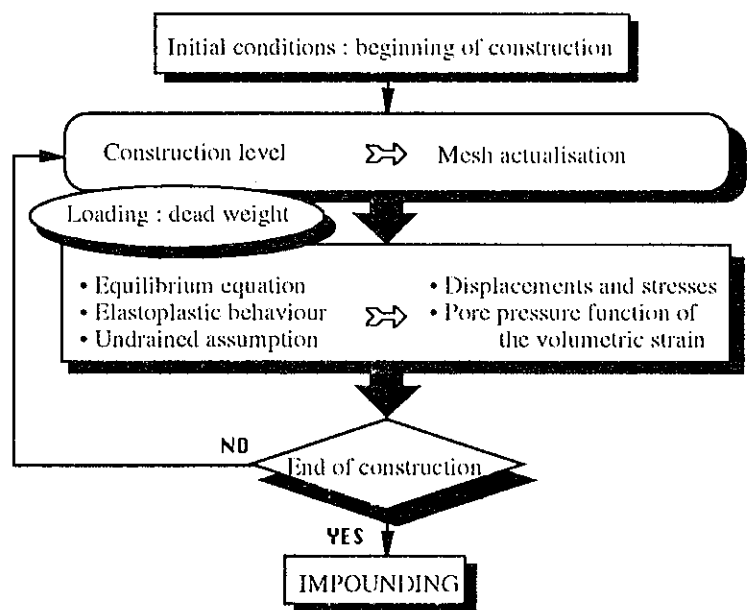 Initial conditions : beginning of construction
Construction level
Mesh actualisation
Loading : dead weight
• Equilibrium equation
• Elastoplastic behaviour
• Undrained assumption
• Displacements and stresses
• Pore pressure function of
the volumetric strain
NO
End of construction
YES
IMPOUNDING